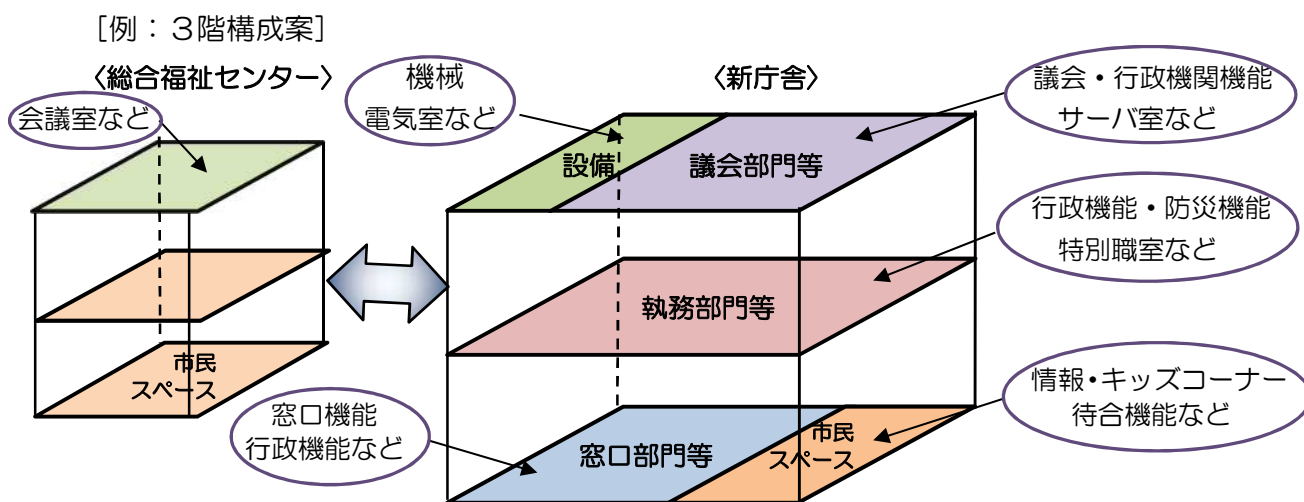 [例：３階構成案]
〈総合福祉センター〉
会議室など
機械
電気室など
〈新庁舎〉
議会・行政機関機能
サーバ室など
設備
議会部門等
行政機能・防災機能
特別職室など
執務部門等
市民
スペース
窓口機能
行政機能など
窓口部門等
市民
スペース
情報・キッズコーナー
待合機能など